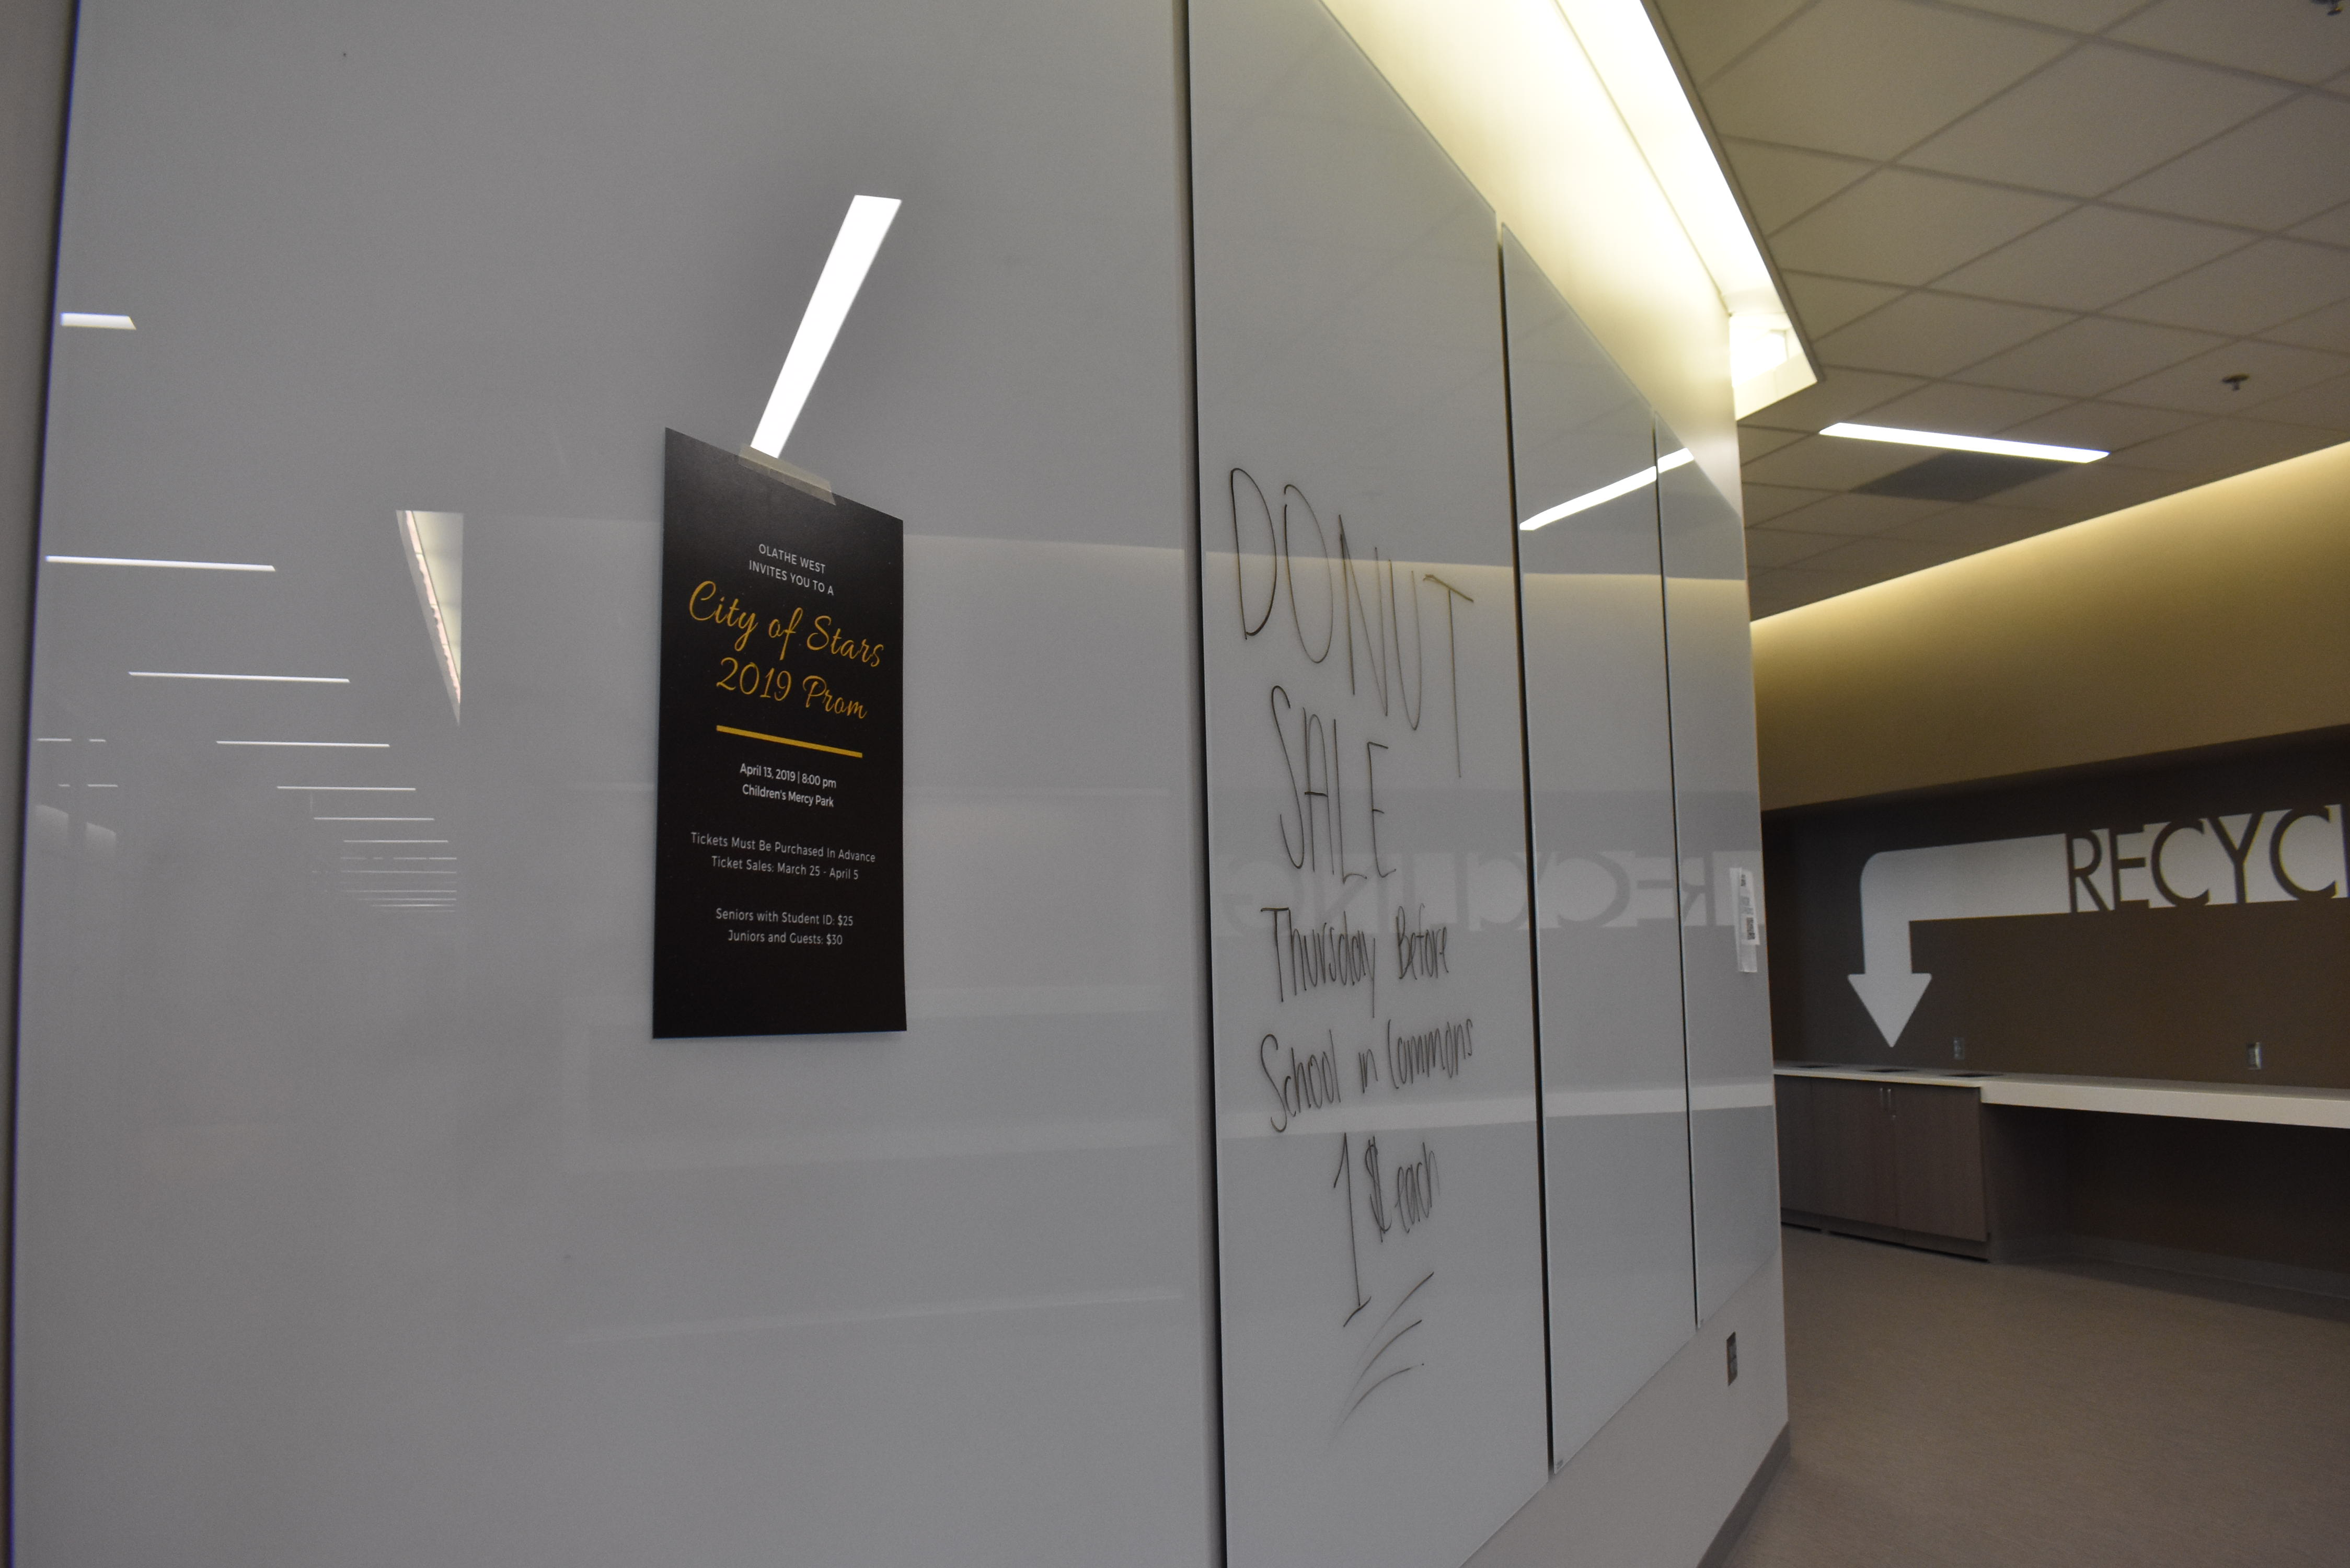 OLATHE WEST
INVITES YOU TO A
City of Stars
2019 Prom
April 13, 2019 | 8:00 pm
Children's Mercy Park
Tickets Must Be Purchased In Advance
Ticket Sales: March 25 - April 5
Seniors with Student ID: $25
Juniors and Guests: $30
DONUT
SALE
Thursday Before
School in Commons
1 $ each
RECYCL